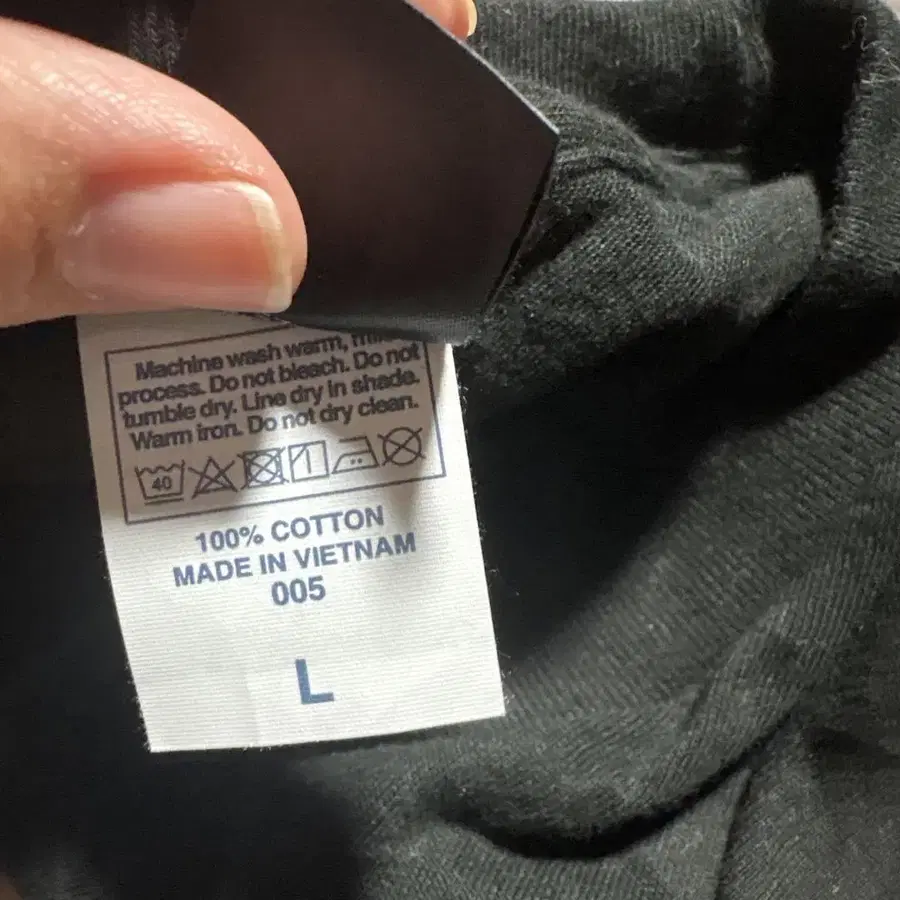 Machine wash warm,
process. Do not bleach. Do not
tumble dry. Line dry in shade.
Warm iron. Do not dry clean.
40
100% COTTON
MADE IN VIETNAM
005
L